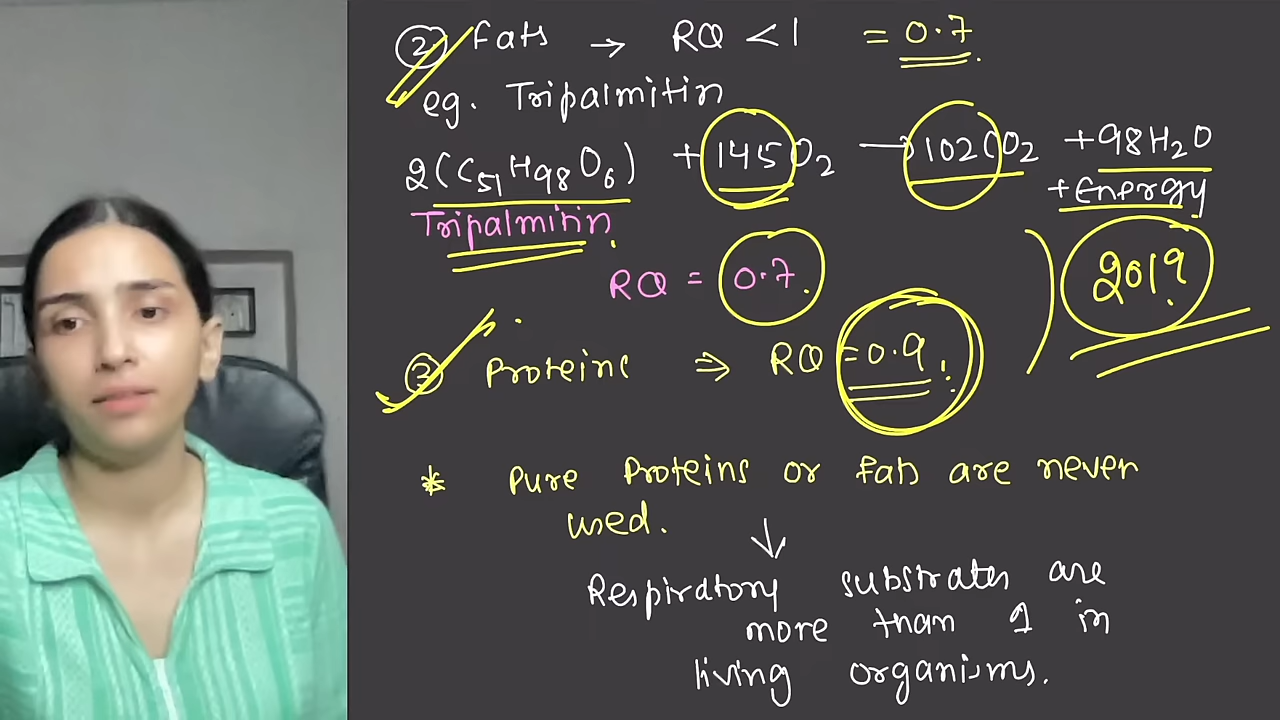 ② Fats → RQ < 1 = 0.7
eg. Tripalmitin
2(C₅₁H₉₈O₆) + 145O₂ → 102CO₂ + 98H₂O
+ Energy
Tripalmitin.
RQ = 0.7.
2019
③ Proteins ⇒ RQ = 0.9
* Pure Proteins or fats are never
used.
↓
Respiratory substrates are
more than 1 in
living organisms.